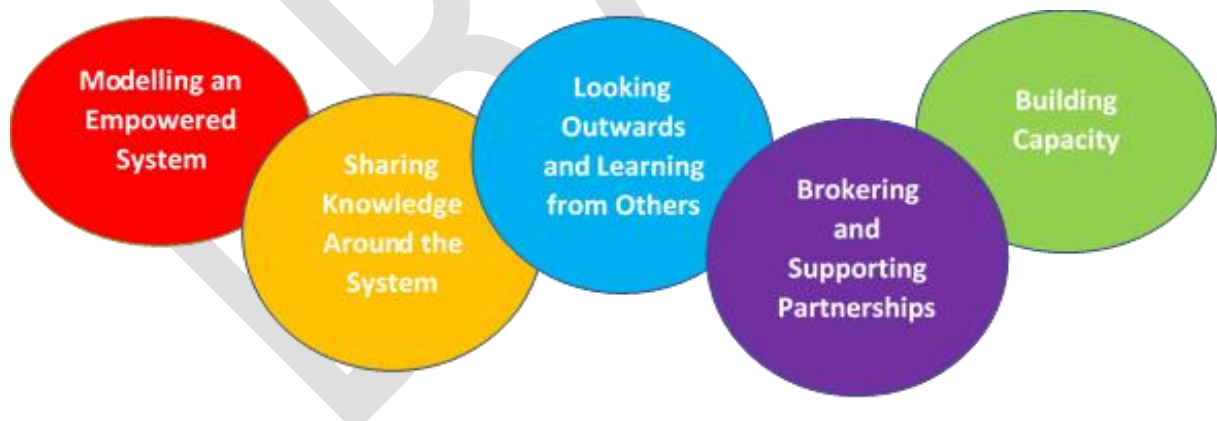 Modelling an
Empowered
System
Sharing
Knowledge
Around the
System
Looking
Outwards
and Learning
from Others
Brokering
and
Supporting
Partnerships
Building
Capacity